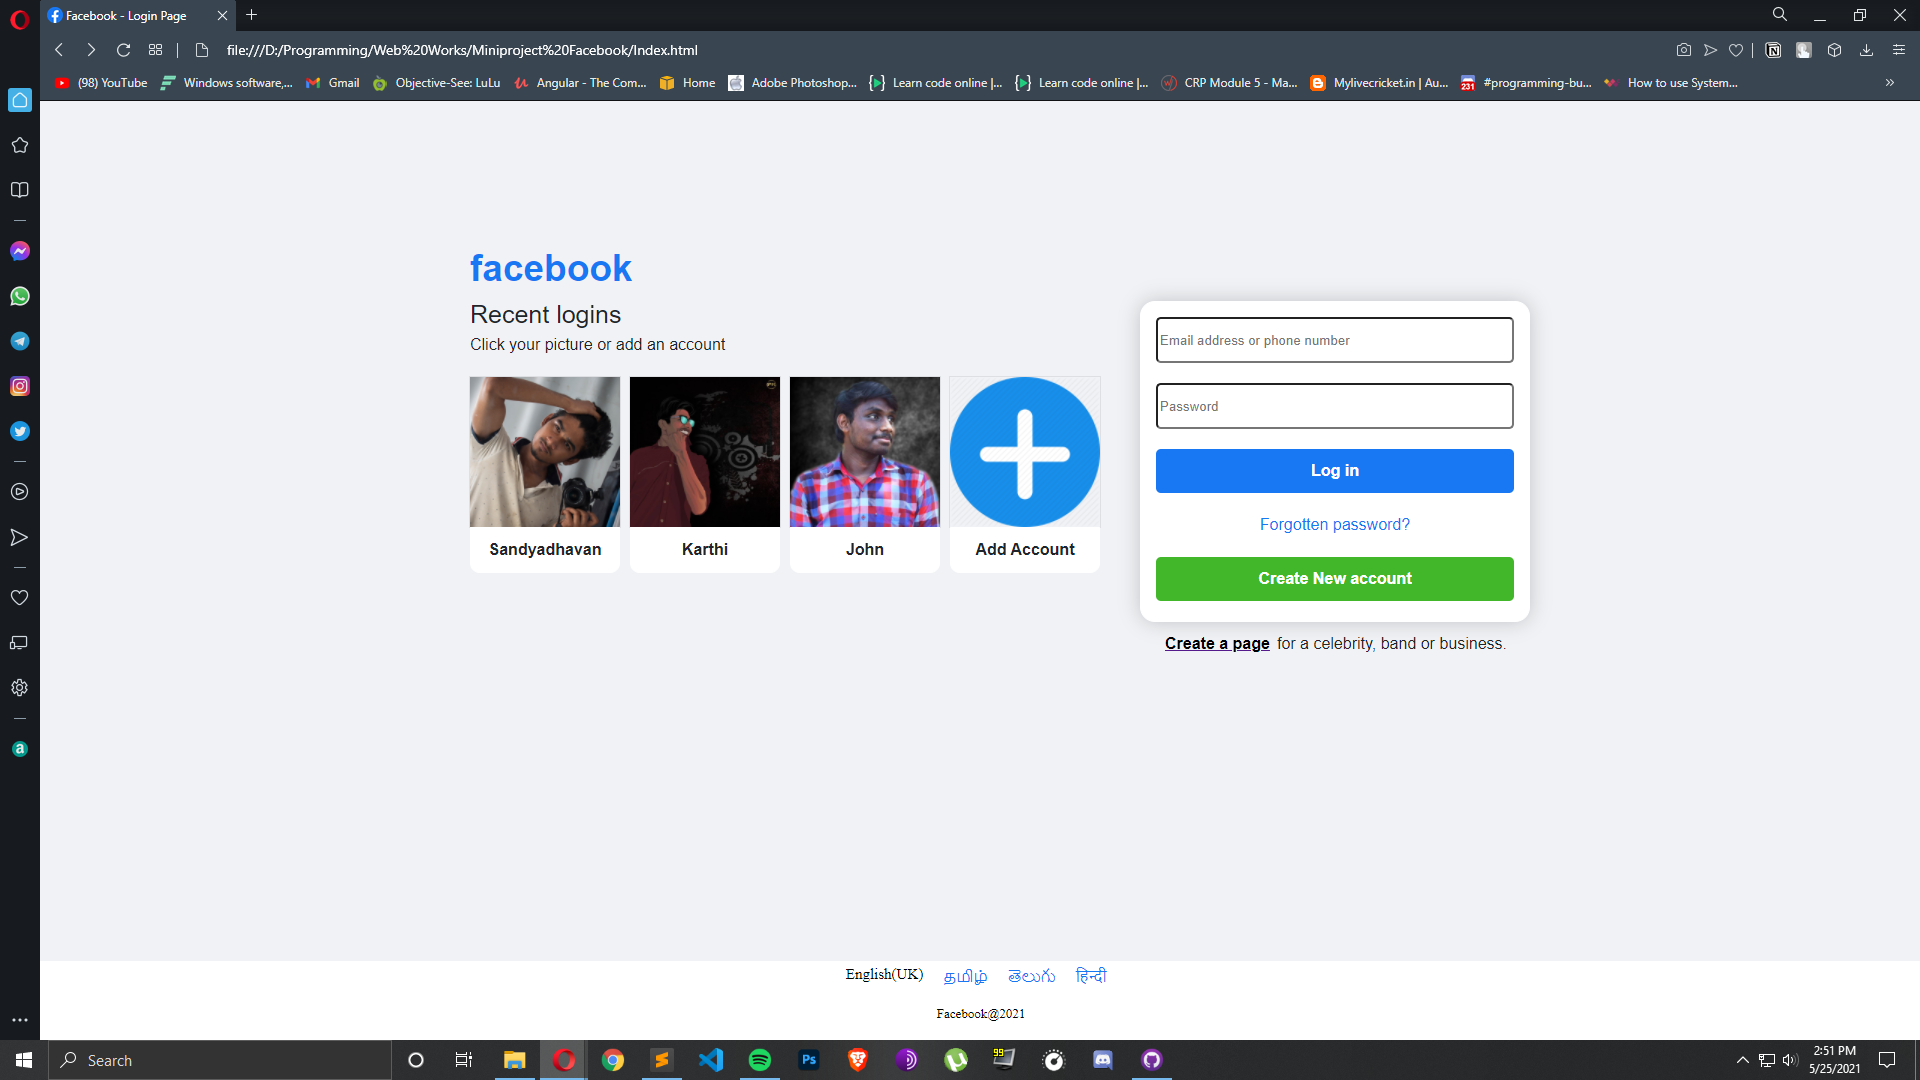 Facebook - Login Page
file:///D:/Programming/Web%20Works/Miniproject%20Facebook/Index.html
(98) YouTube Windows software,... Gmail Objective-See: LuLu Angular - The Com... Home Adobe Photoshop... Learn code online |... Learn code online |... CRP Module 5 - Ma... Mylivecricket.in | Au... #programming-bu... How to use System...
231
facebook
Recent logins
Click your picture or add an account
Sandyadhavan Karthi John Add Account
Email address or phone number
Password
Log in
Forgotten password?
Create New account
Create a page for a celebrity, band or business.
English(UK) தமிழ் తెలుగు हिन्दी
Facebook@2021
Search
Ps
99
2:51 PM
5/25/2021